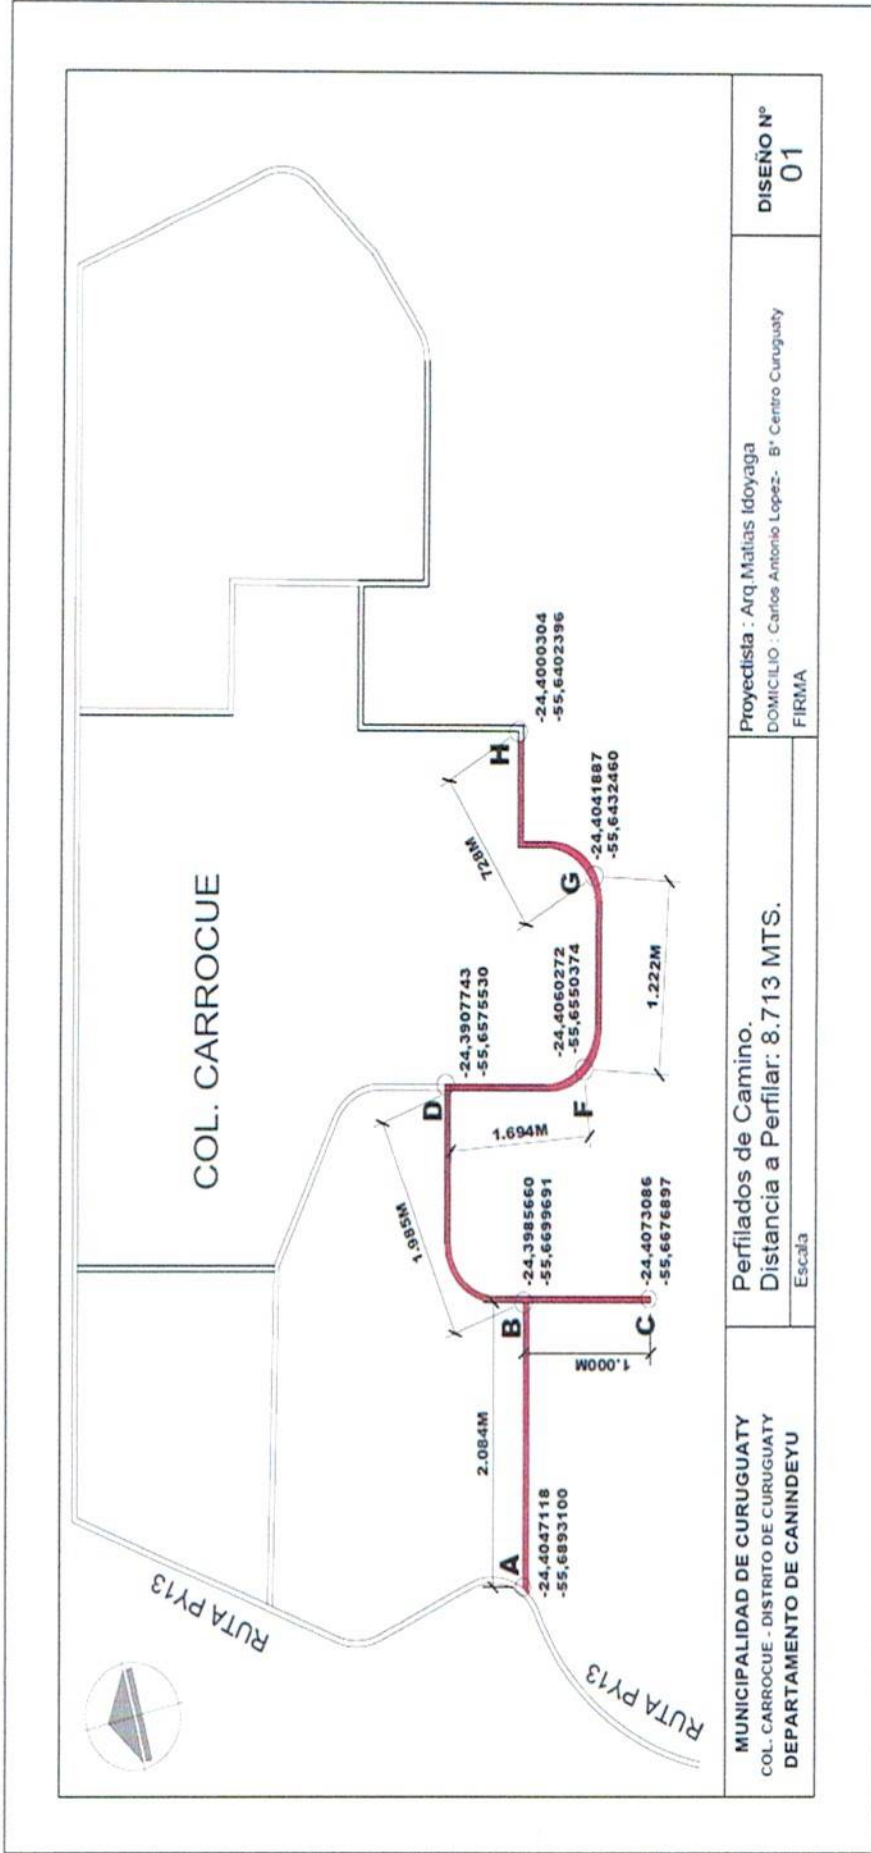 COL. CARROCUE
RUTA PY13
RUTA PY13
A
-24,4047118
-55,6893100
2.084M
B
-24,3985660
-55,6699691
1.000M
C
-24,4073086
-55,6676897
1.985M
D
-24,3907743
-55,6575530
1.694M
F
-24,4060272
-55,6550374
1.222M
G
-24,4041887
-55,6432460
728M
H
-24,4000304
-55,6402396
MUNICIPALIDAD DE CURUGUATY
COL. CARROCUE - DISTRITO DE CURUGUATY
DEPARTAMENTO DE CANINDEYU
Perfilados de Camino.
Distancia a Perfilar: 8.713 MTS.
Escala
Proyectista : Arq.Matias Idoyaga
DOMICILIO : Carlos Antonio Lopez- B° Centro Curuguaty
FIRMA
DISEÑO N°
01